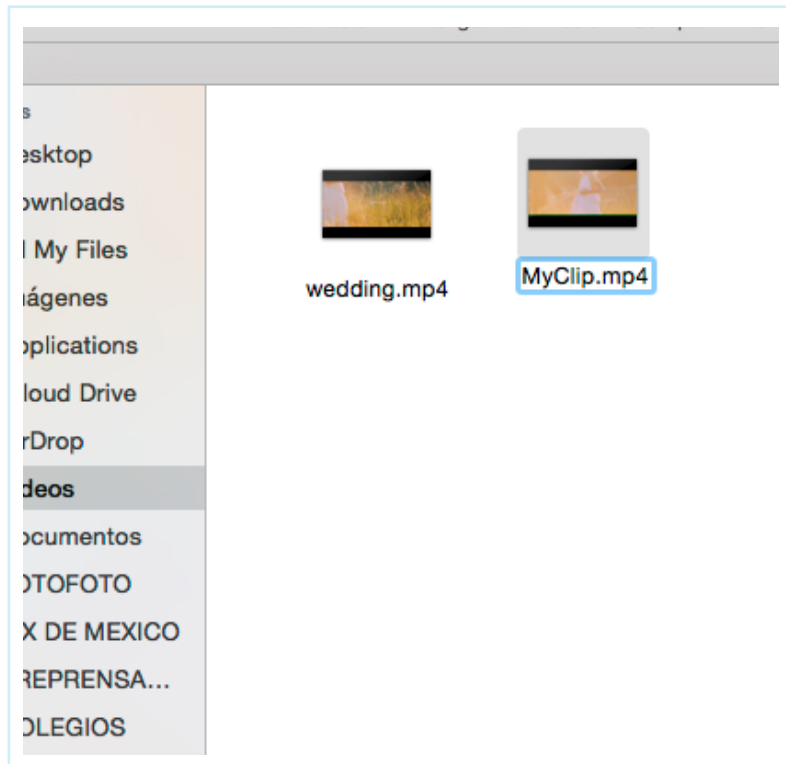 s
esktop
ownloads
l My Files
nágenes
pplications
loud Drive
rDrop
deos
ocumentos
OTOFOTO
X DE MEXICO
REPRENSA...
OLEGIOS
wedding.mp4
MyClip.mp4